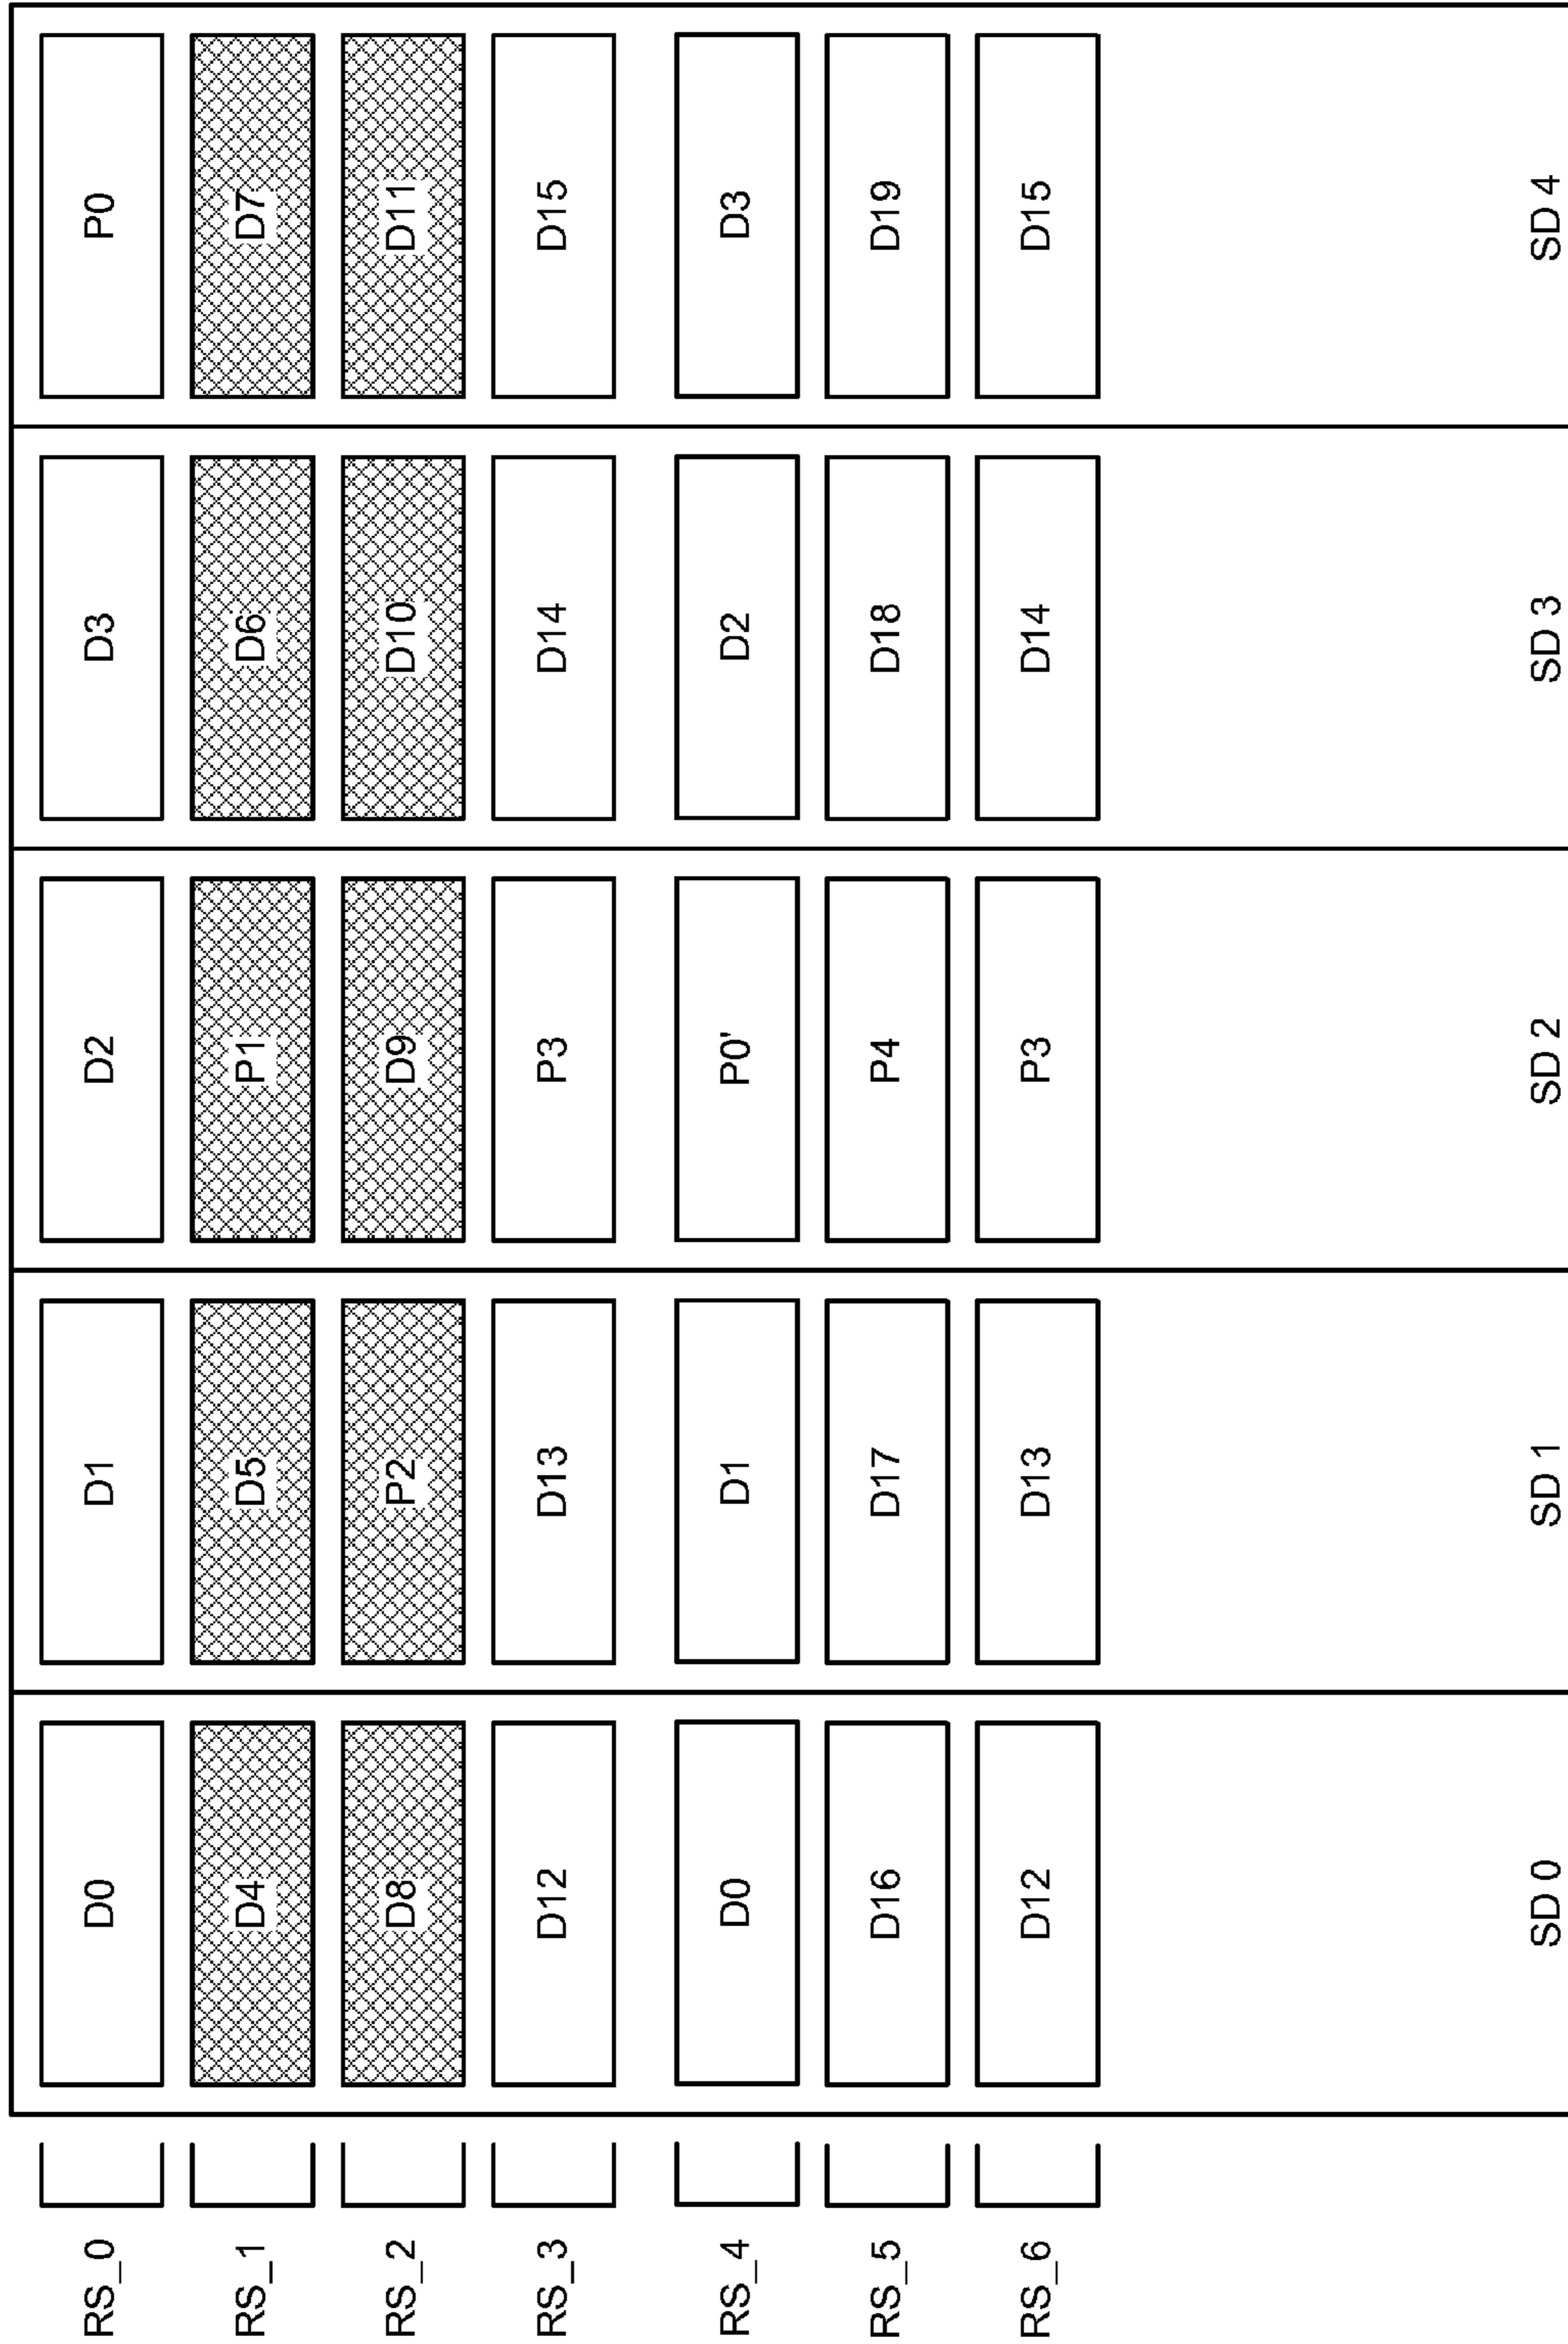 RS_0 D0 D1 D2 D3 P0
RS_1 D4 D5 P1 D6 D7
RS_2 D8 P2 D9 D10 D11
RS_3 D12 D13 P3 D14 D15
RS_4 D0 D1 P0' D2 D3
RS_5 D16 D17 P4 D18 D19
RS_6 D12 D13 P3 D14 D15
SD 0 SD 1 SD 2 SD 3 SD 4